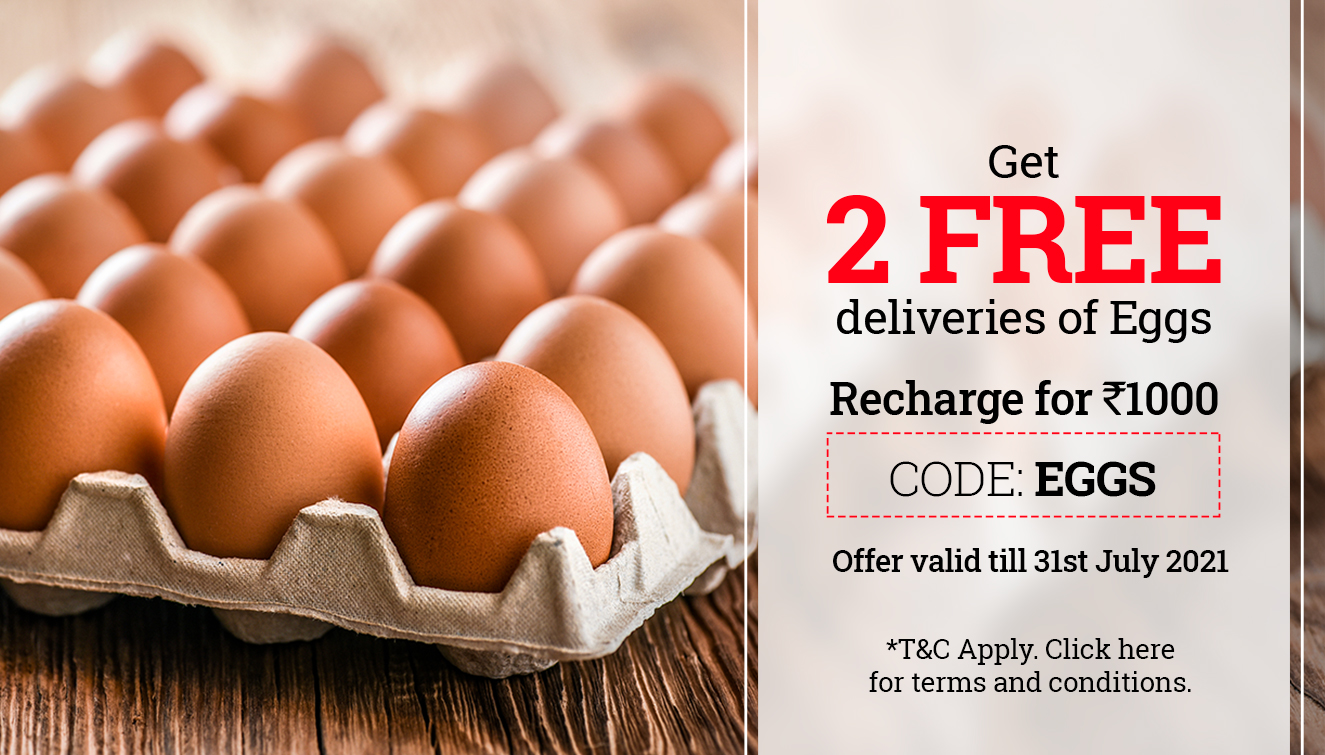 Get
2 FREE
deliveries of Eggs
Recharge for ₹1000
CODE: EGGS
Offer valid till 31st July 2021
*T&C Apply. Click here
for terms and conditions.